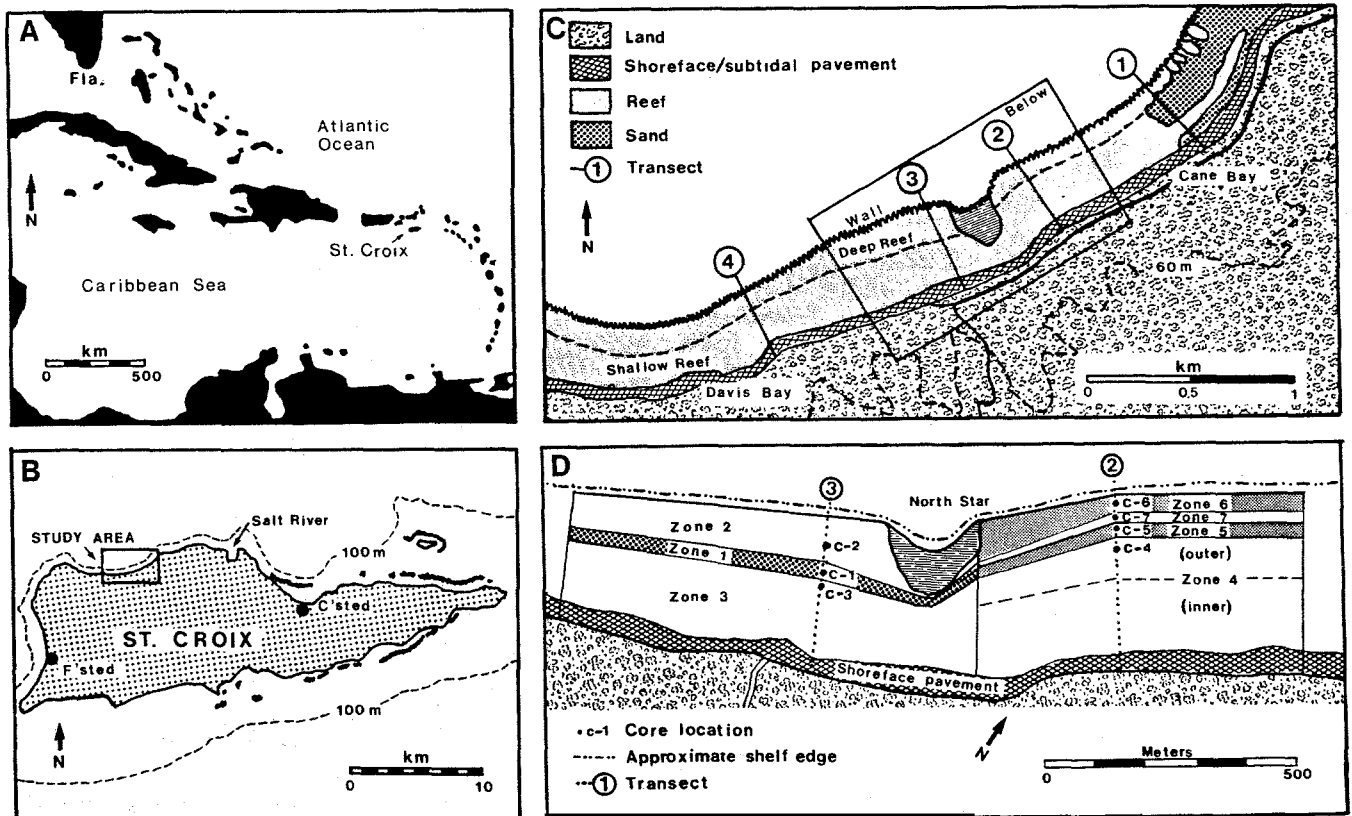 A
Fla.
Atlantic
Ocean
N
St. Croix
Caribbean Sea
km
0 500
B
Salt River
STUDY AREA
100 m
C'sted
ST. CROIX
F'sted
100 m
N
km
0 10
C
Land
Shoreface/subtidal pavement
Reef
Sand
1 Transect
N
1
Below
2
3
Wall
Cane Bay
Deep Reef
4
60 m
Shallow Reef
Davis Bay
km
0 0.5 1
D
3
North Star
2
C-6 Zone 6
C-7 Zone 7
C-5 Zone 5
C-4 (outer)
Zone 4
(inner)
Zone 2
C-2
Zone 1
C-1
C-3
Zone 3
Shoreface pavement
c-1 Core location
Approximate shelf edge
1 Transect
N
Meters
0 500